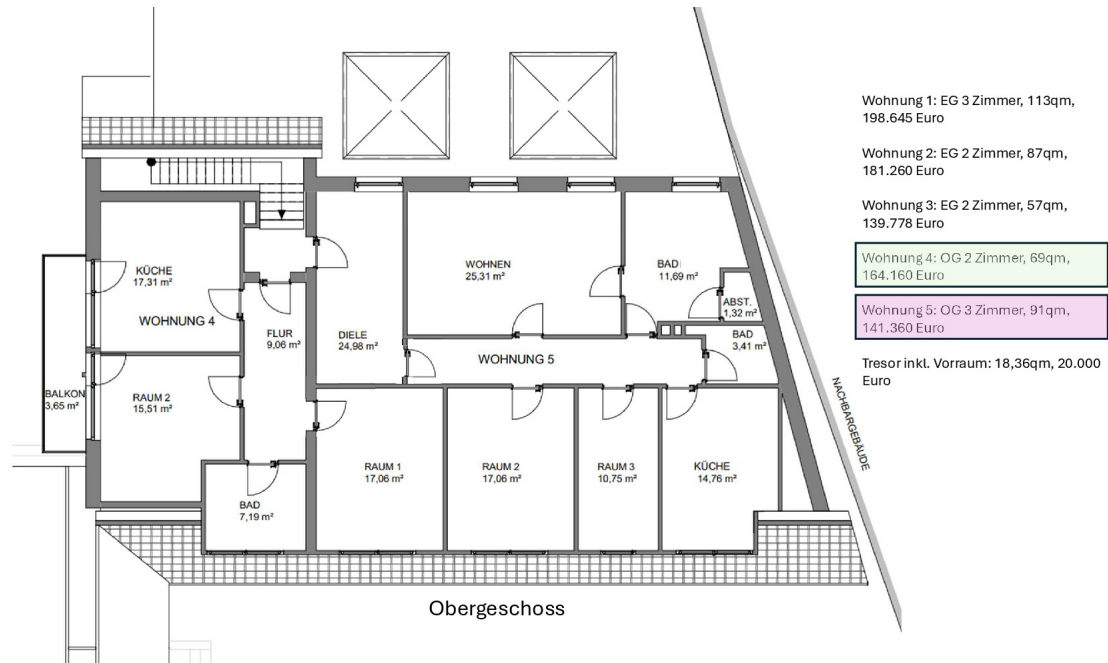 Wohnung 1: EG 3 Zimmer, 113qm,
198.645 Euro
Wohnung 2: EG 2 Zimmer, 87qm,
181.260 Euro
Wohnung 3: EG 2 Zimmer, 57qm,
139.778 Euro
Wohnung 4: OG 2 Zimmer, 69qm,
164.160 Euro
Wohnung 5: OG 3 Zimmer, 91qm,
141.360 Euro
Tresor inkl. Vorraum: 18,36qm, 20.000
Euro
KÜCHE
17,31 m²
WOHNUNG 4
FLUR
9,06 m²
DIELE
24,98 m²
WOHNEN
25,31 m²
BAD
11,69 m²
ABST.
1,32 m²
BAD
3,41 m²
WOHNUNG 5
BALKON
3,65 m²
RAUM 2
15,51 m²
BAD
7,19 m²
RAUM 1
17,06 m²
RAUM 2
17,06 m²
RAUM 3
10,75 m²
KÜCHE
14,76 m²
NACHBARGEBÄUDE
Obergeschoss